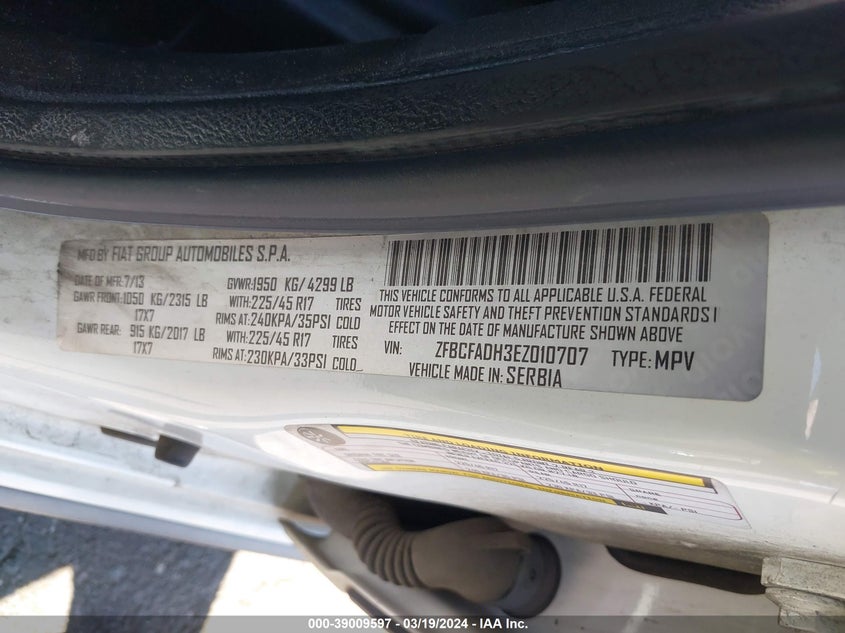 MFD BY FIAT GROUP AUTOMOBILES S.P.A.
DATE OF MFR: 7/13 GVWR: 1950 KG/ 4299 LB
GAWR FRONT: 1050 KG/2315 LB WITH: 225/45 R17 TIRES
17X7 RIMS AT: 240KPA/35PSI COLD
GAWR REAR: 915 KG/2017 LB WITH: 225/45 R17 TIRES
17X7 RIMS AT: 230KPA/33PSI COLD
THIS VEHICLE CONFORMS TO ALL APPLICABLE U.S.A. FEDERAL
MOTOR VEHICLE SAFETY AND THEFT PREVENTION STANDARDS I
EFFECT ON THE DATE OF MANUFACTURE SHOWN ABOVE
VIN: ZFBCFADH3EZ010707 TYPE: MPV
VEHICLE MADE IN: SERBIA
TIRE AND LOADING INFORMATION
000-39009597 - 03/19/2024 - IAA Inc.